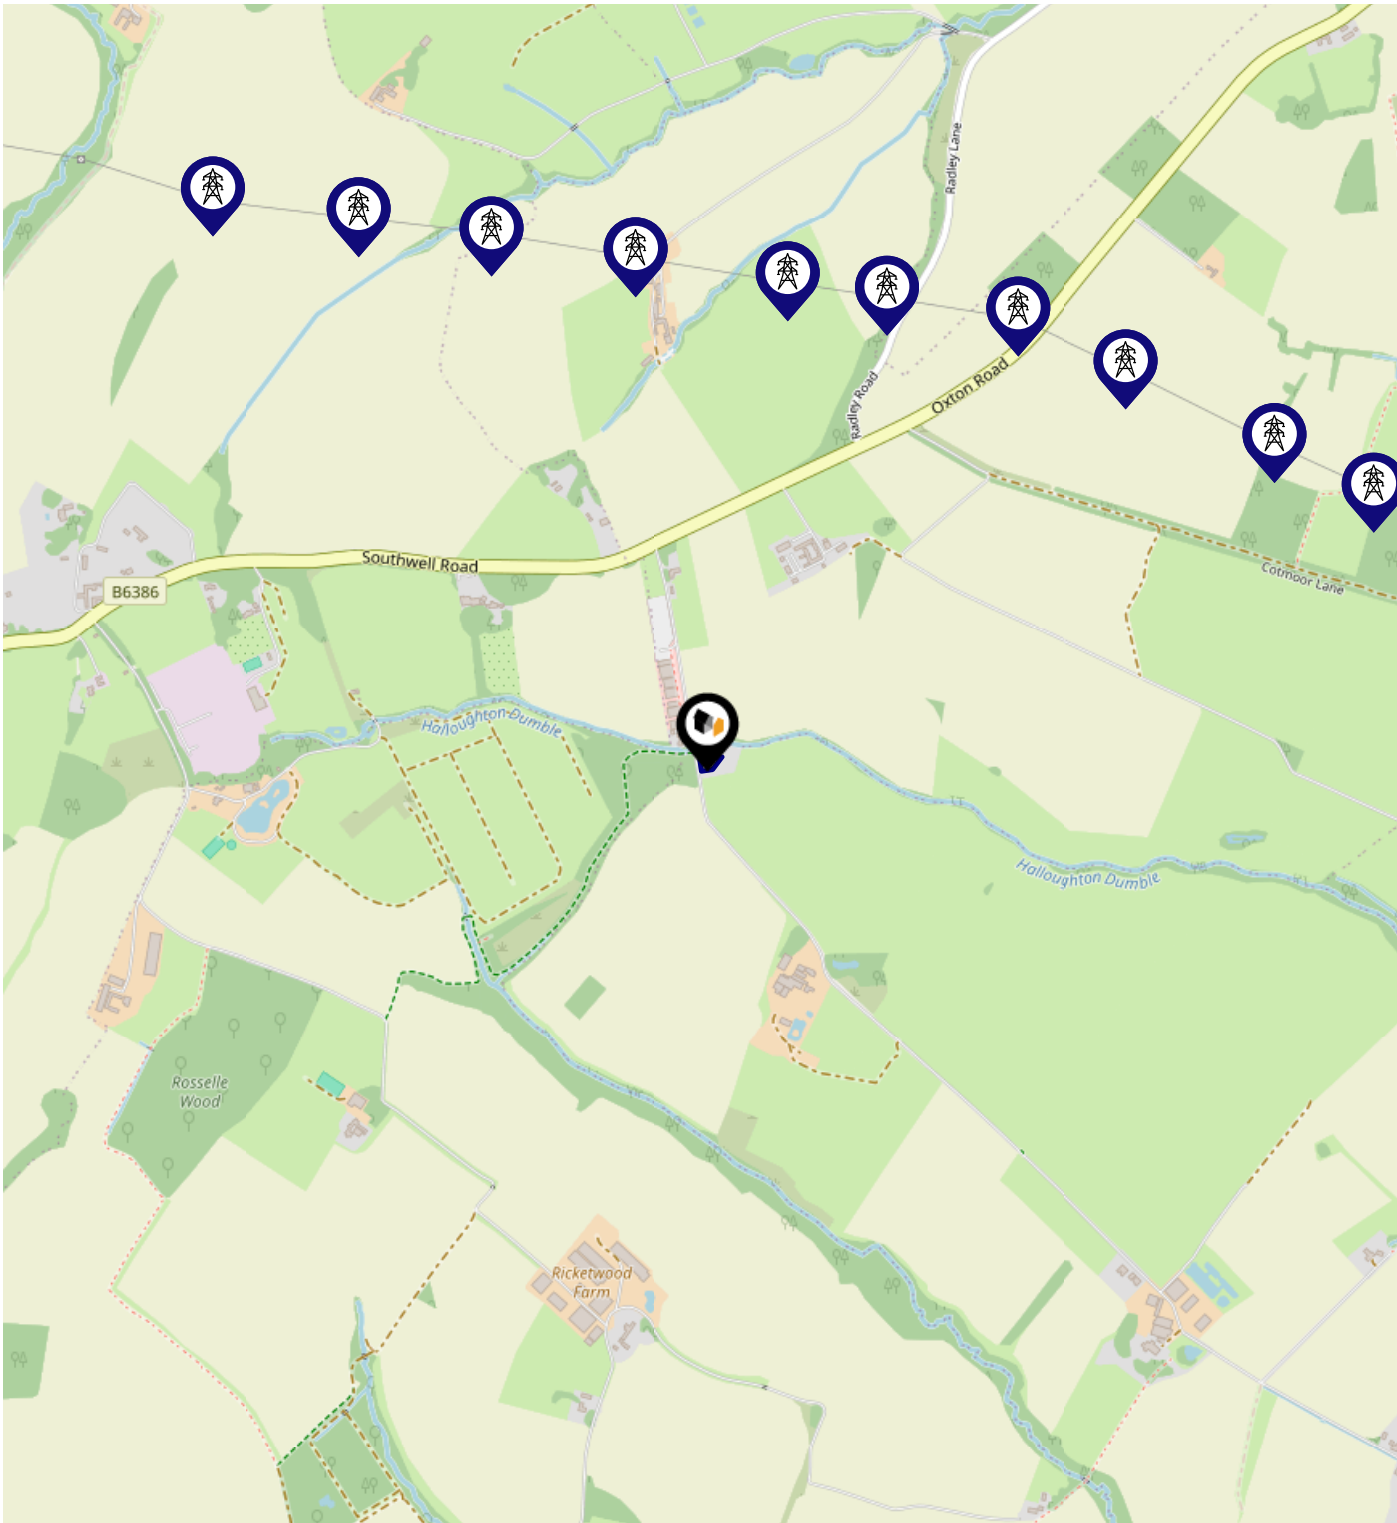 Radley Lane
Radley Road
Oxton Road
Southwell Road
B6386
Cotmoor Lane
Halloughton Dumble
Halloughton Dumble
Rosselle
Wood
Ricketwood
Farm